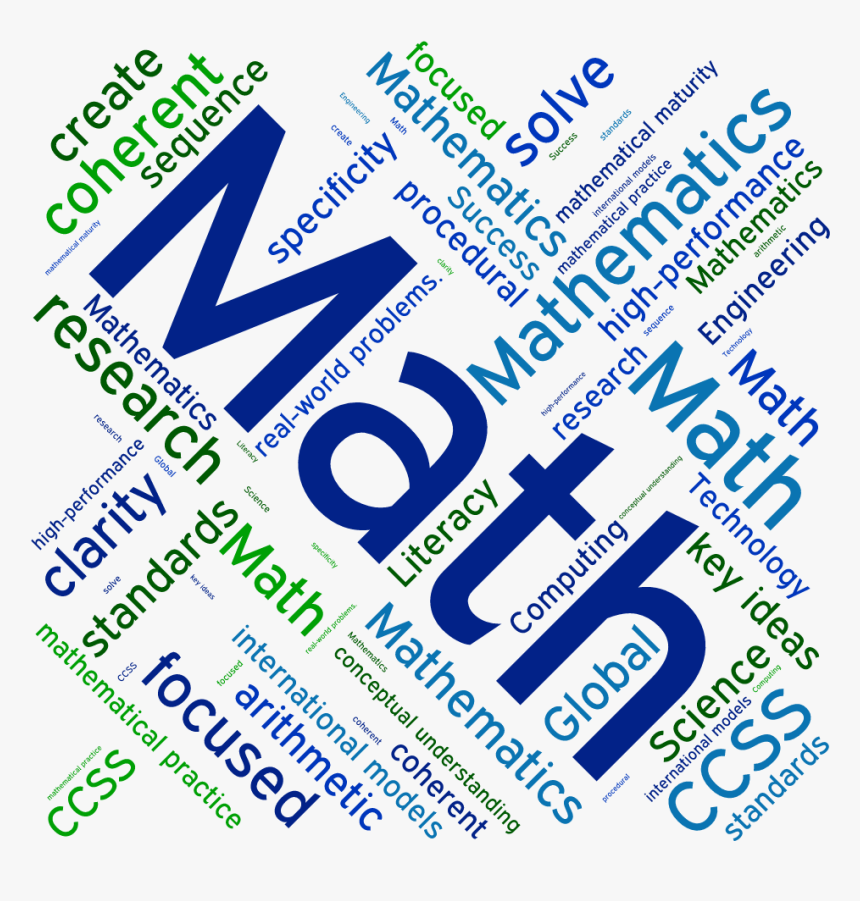 create
coherent
sequence
focused
Mathematics
solve
Engineering
create
Math
Success
standards
specificity
mathematical maturity
international models
mathematical practice
procedural
Success
Mathematics
high-performance
Mathematics
arithmetic
Engineering
mathematical maturity
clarity
Math
real-world problems.
sequence
Technology
research
Mathematics
high-performance
research
Math
Math
research
high-performance
Global
Literacy
Science
clarity
Literacy
conceptual understanding
Technology
standards
Math
specificity
Computing
key ideas
solve
key ideas
real-world problems.
mathematical practice
CCSS
focused
focused
international models
arithmetic
Mathematics
conceptual understanding
Mathematics
Global
Science
Computing
international models
CCSS
standards
coherent
coherent
procedural
mathematical practice
CCSS